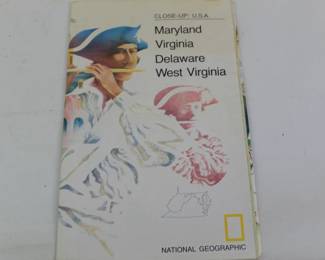 CLOSE-UP: U.S.A.
Maryland
Virginia
Delaware
West Virginia
NATIONAL GEOGRAPHIC